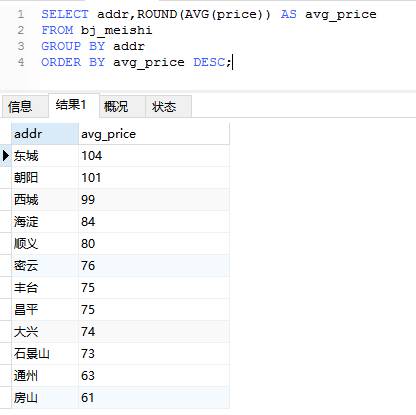 1 SELECT addr,ROUND(AVG(price)) AS avg_price
2 FROM bj_meishi
3 GROUP BY addr
4 ORDER BY avg_price DESC;
信息 结果1 概况 状态
addr avg_price
东城 104
朝阳 101
西城 99
海淀 84
顺义 80
密云 76
丰台 75
昌平 75
大兴 74
石景山 73
通州 63
房山 61